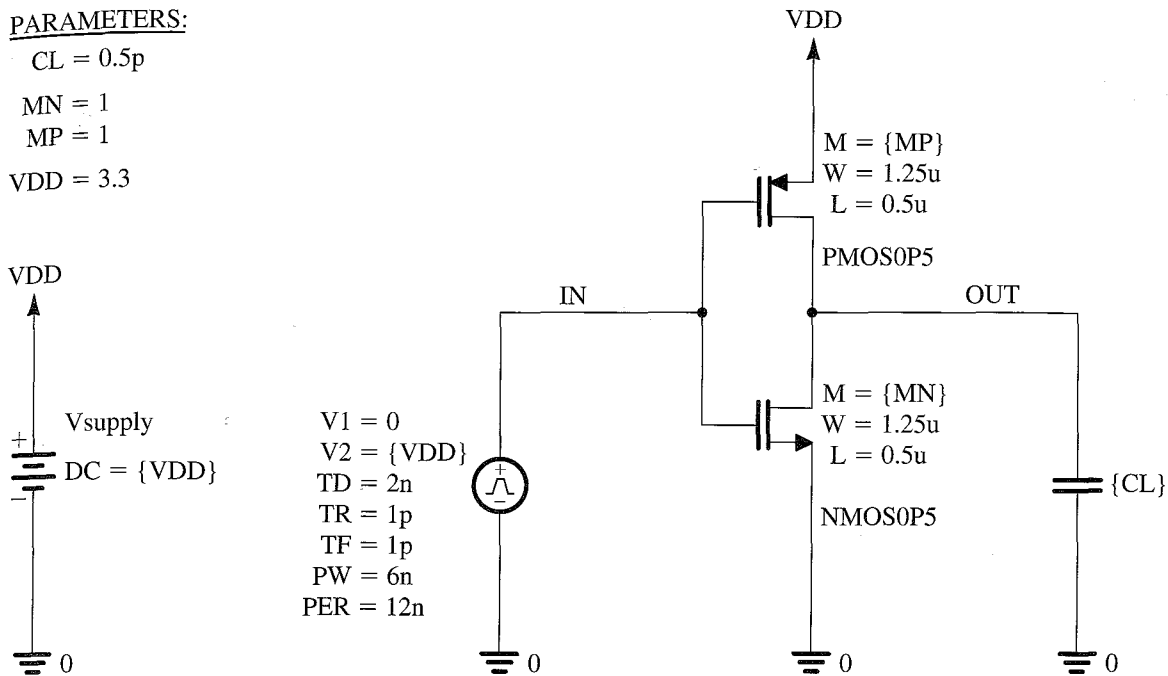 PARAMETERS:
CL = 0.5p
MN = 1
MP = 1
VDD = 3.3
VDD
Vsupply
+
DC = {VDD}
−
0
V1 = 0
V2 = {VDD}
TD = 2n
TR = 1p
TF = 1p
PW = 6n
PER = 12n
IN
+
−
0
VDD
M = {MP}
W = 1.25u
L = 0.5u
PMOS0P5
OUT
M = {MN}
W = 1.25u
L = 0.5u
NMOS0P5
0
{CL}
0